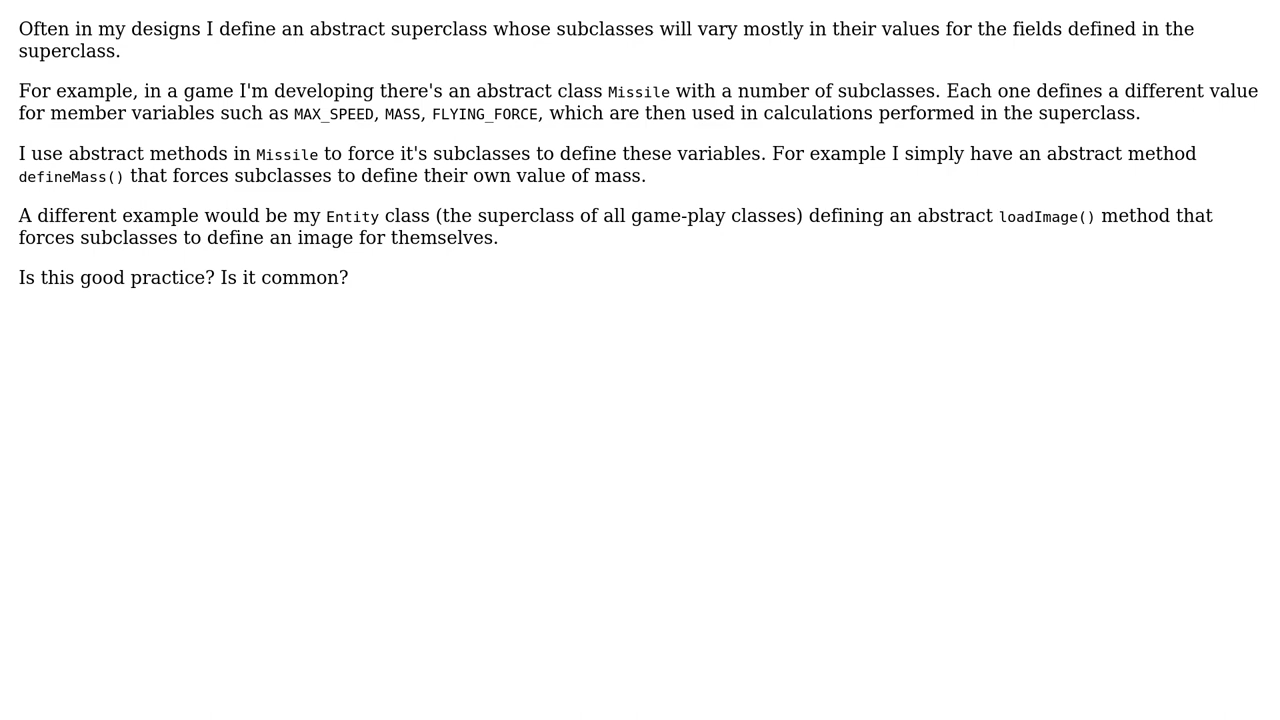 Often in my designs I define an abstract superclass whose subclasses will vary mostly in their values for the fields defined in the
superclass.
For example, in a game I'm developing there's an abstract class Missile with a number of subclasses. Each one defines a different value
for member variables such as MAX_SPEED, MASS, FLYING_FORCE, which are then used in calculations performed in the superclass.
I use abstract methods in Missile to force it's subclasses to define these variables. For example I simply have an abstract method
defineMass() that forces subclasses to define their own value of mass.
A different example would be my Entity class (the superclass of all game-play classes) defining an abstract loadImage() method that
forces subclasses to define an image for themselves.
Is this good practice? Is it common?